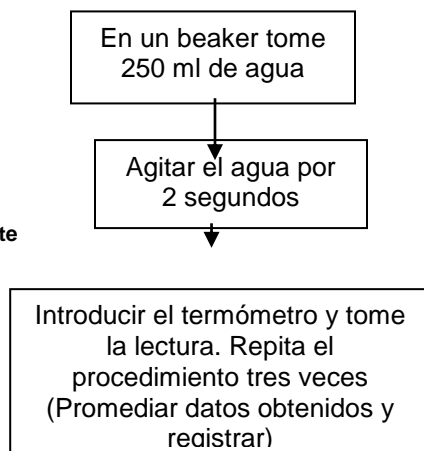 En un beaker tome
250 ml de agua
Agitar el agua por
2 segundos
te
Introducir el termómetro y tome
la lectura. Repita el
procedimiento tres veces
(Promediar datos obtenidos y
registrar)